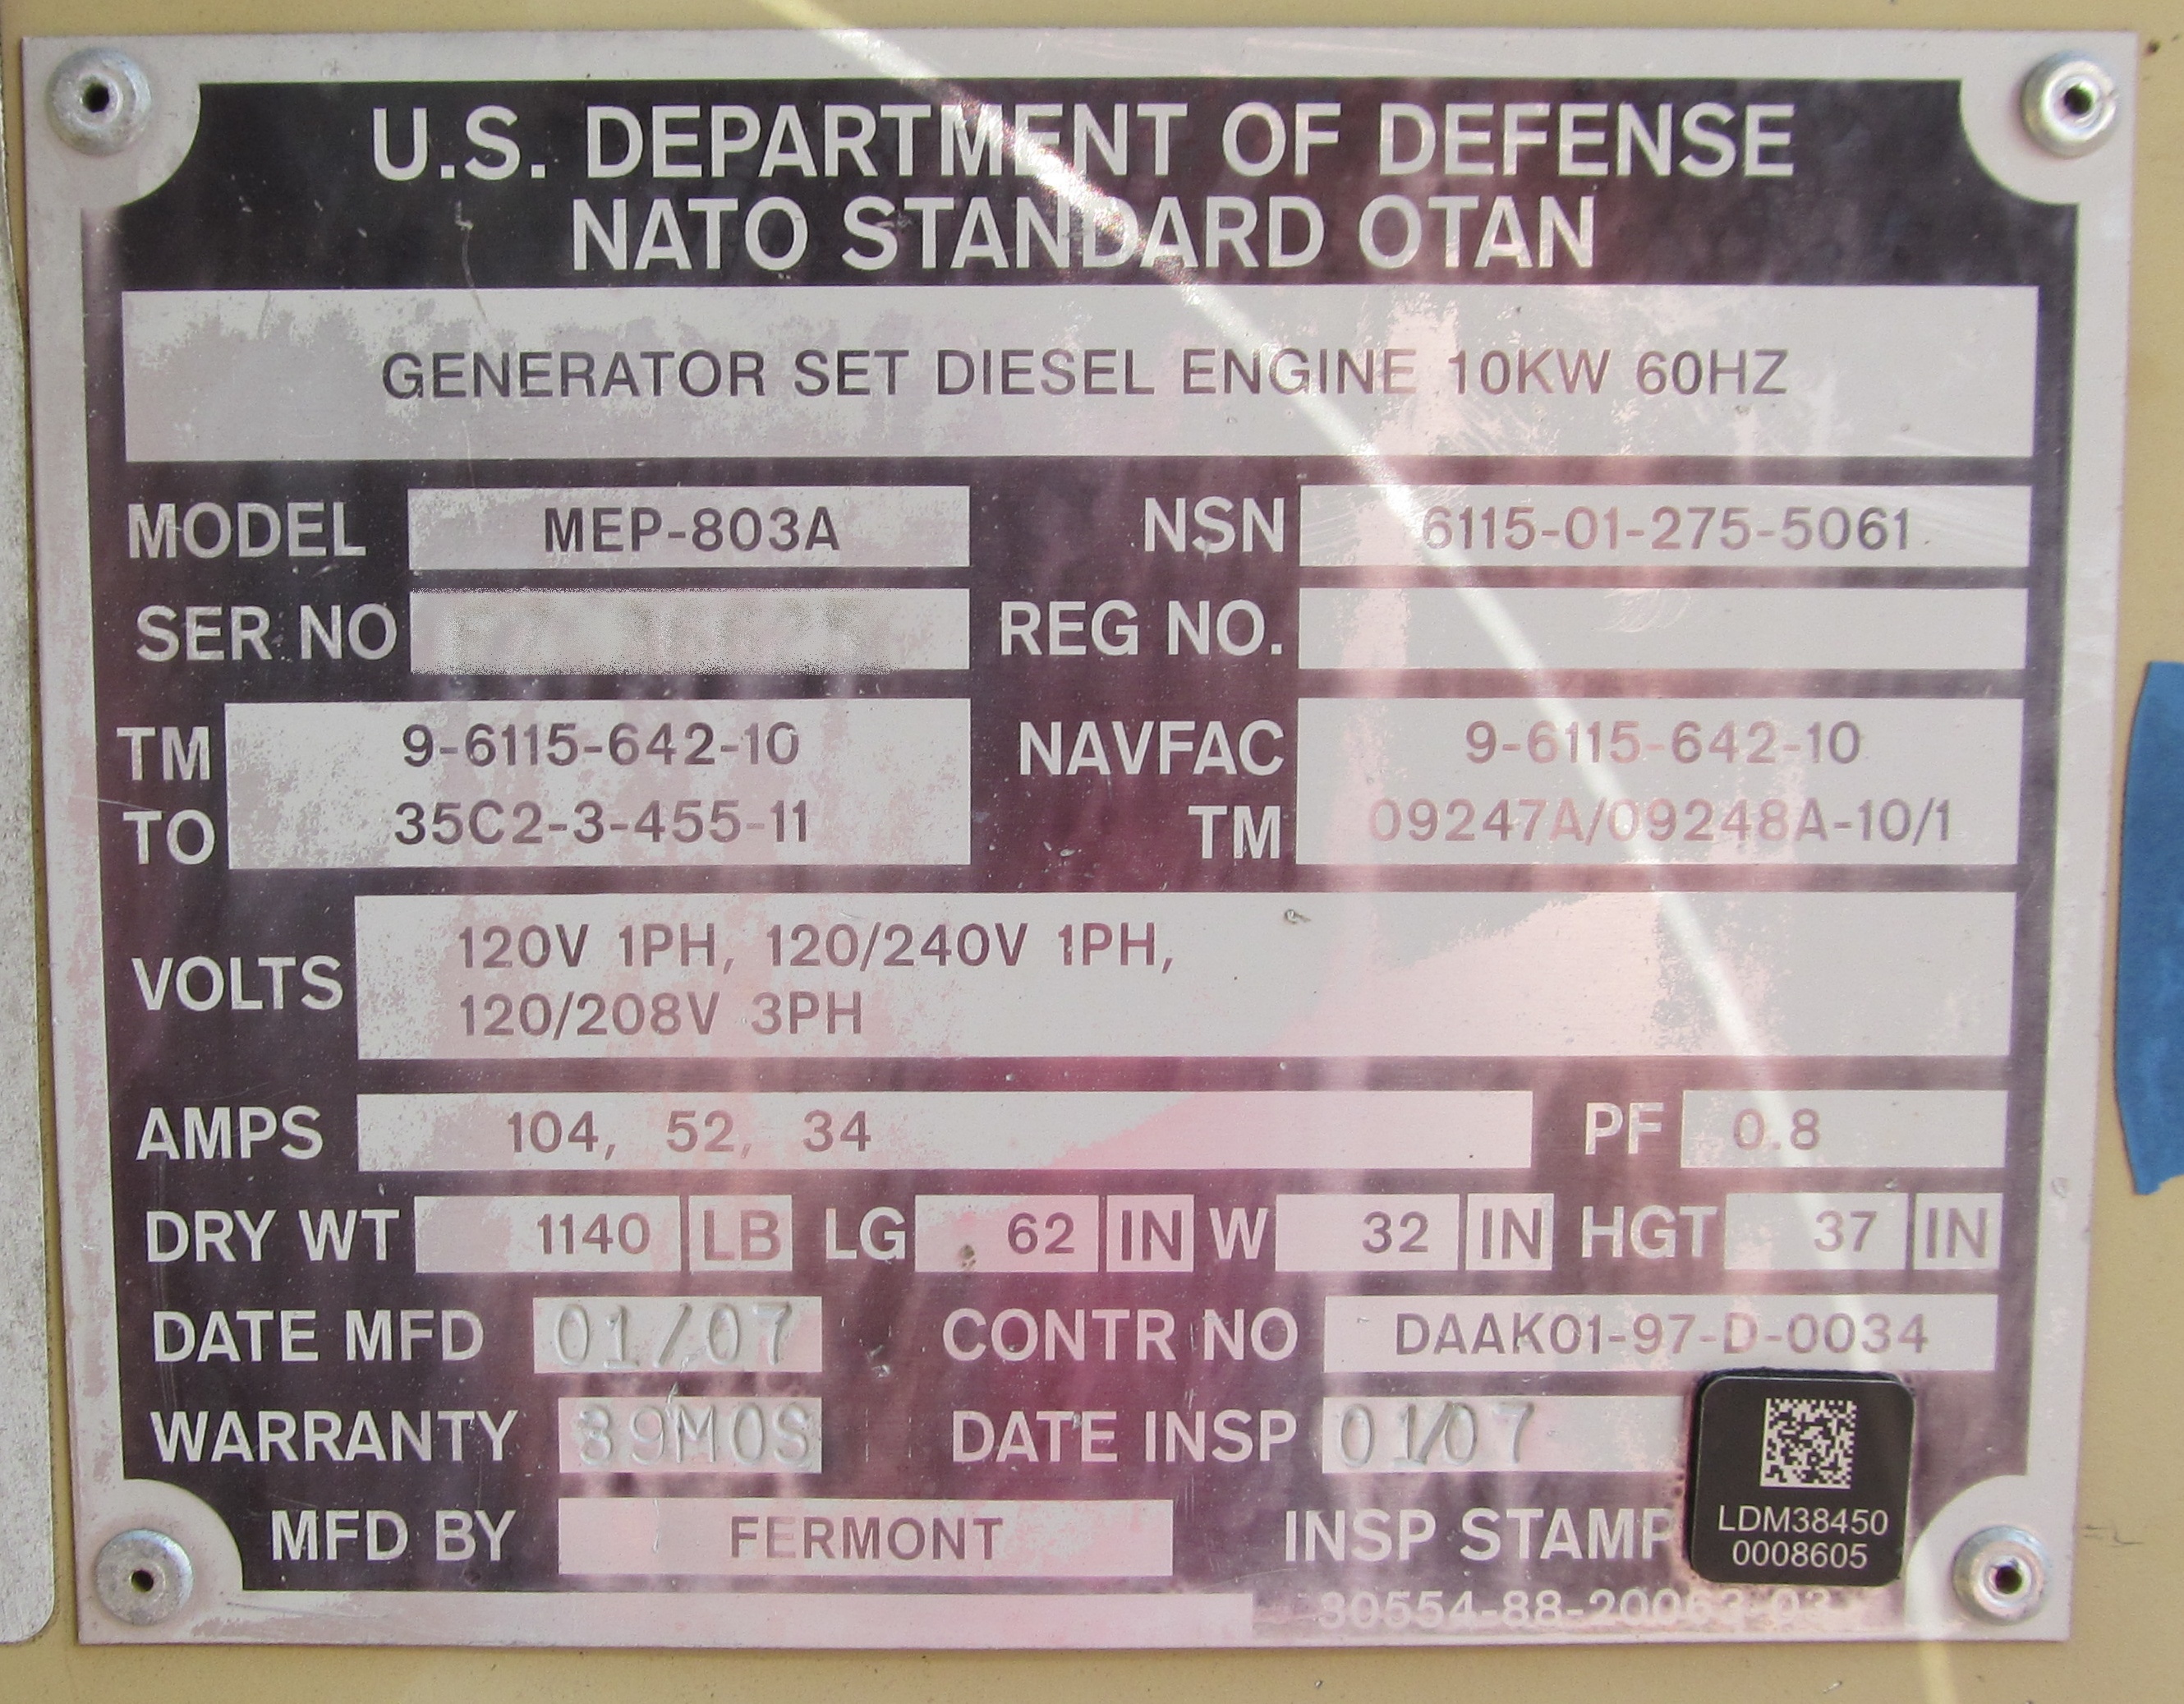 U.S. DEPARTMENT OF DEFENSE
NATO STANDARD OTAN
GENERATOR SET DIESEL ENGINE 10KW 60HZ
MODEL MEP-803A NSN 6115-01-275-5061
SER NO REG NO.
TM 9-6115-642-10 NAVFAC 9-6115-642-10
TO 35C2-3-455-11 TM 09247A/09248A-10/1
VOLTS 120V 1PH, 120/240V 1PH,
120/208V 3PH
AMPS 104, 52, 34 PF 0.8
DRY WT 1140 LB LG 62 IN W 32 IN HGT 37 IN
DATE MFD 01/07 CONTR NO DAAK01-97-D-0034
WARRANTY 39MOS DATE INSP 01/07
MFD BY FERMONT INSP STAMP
LDM38450
0008605